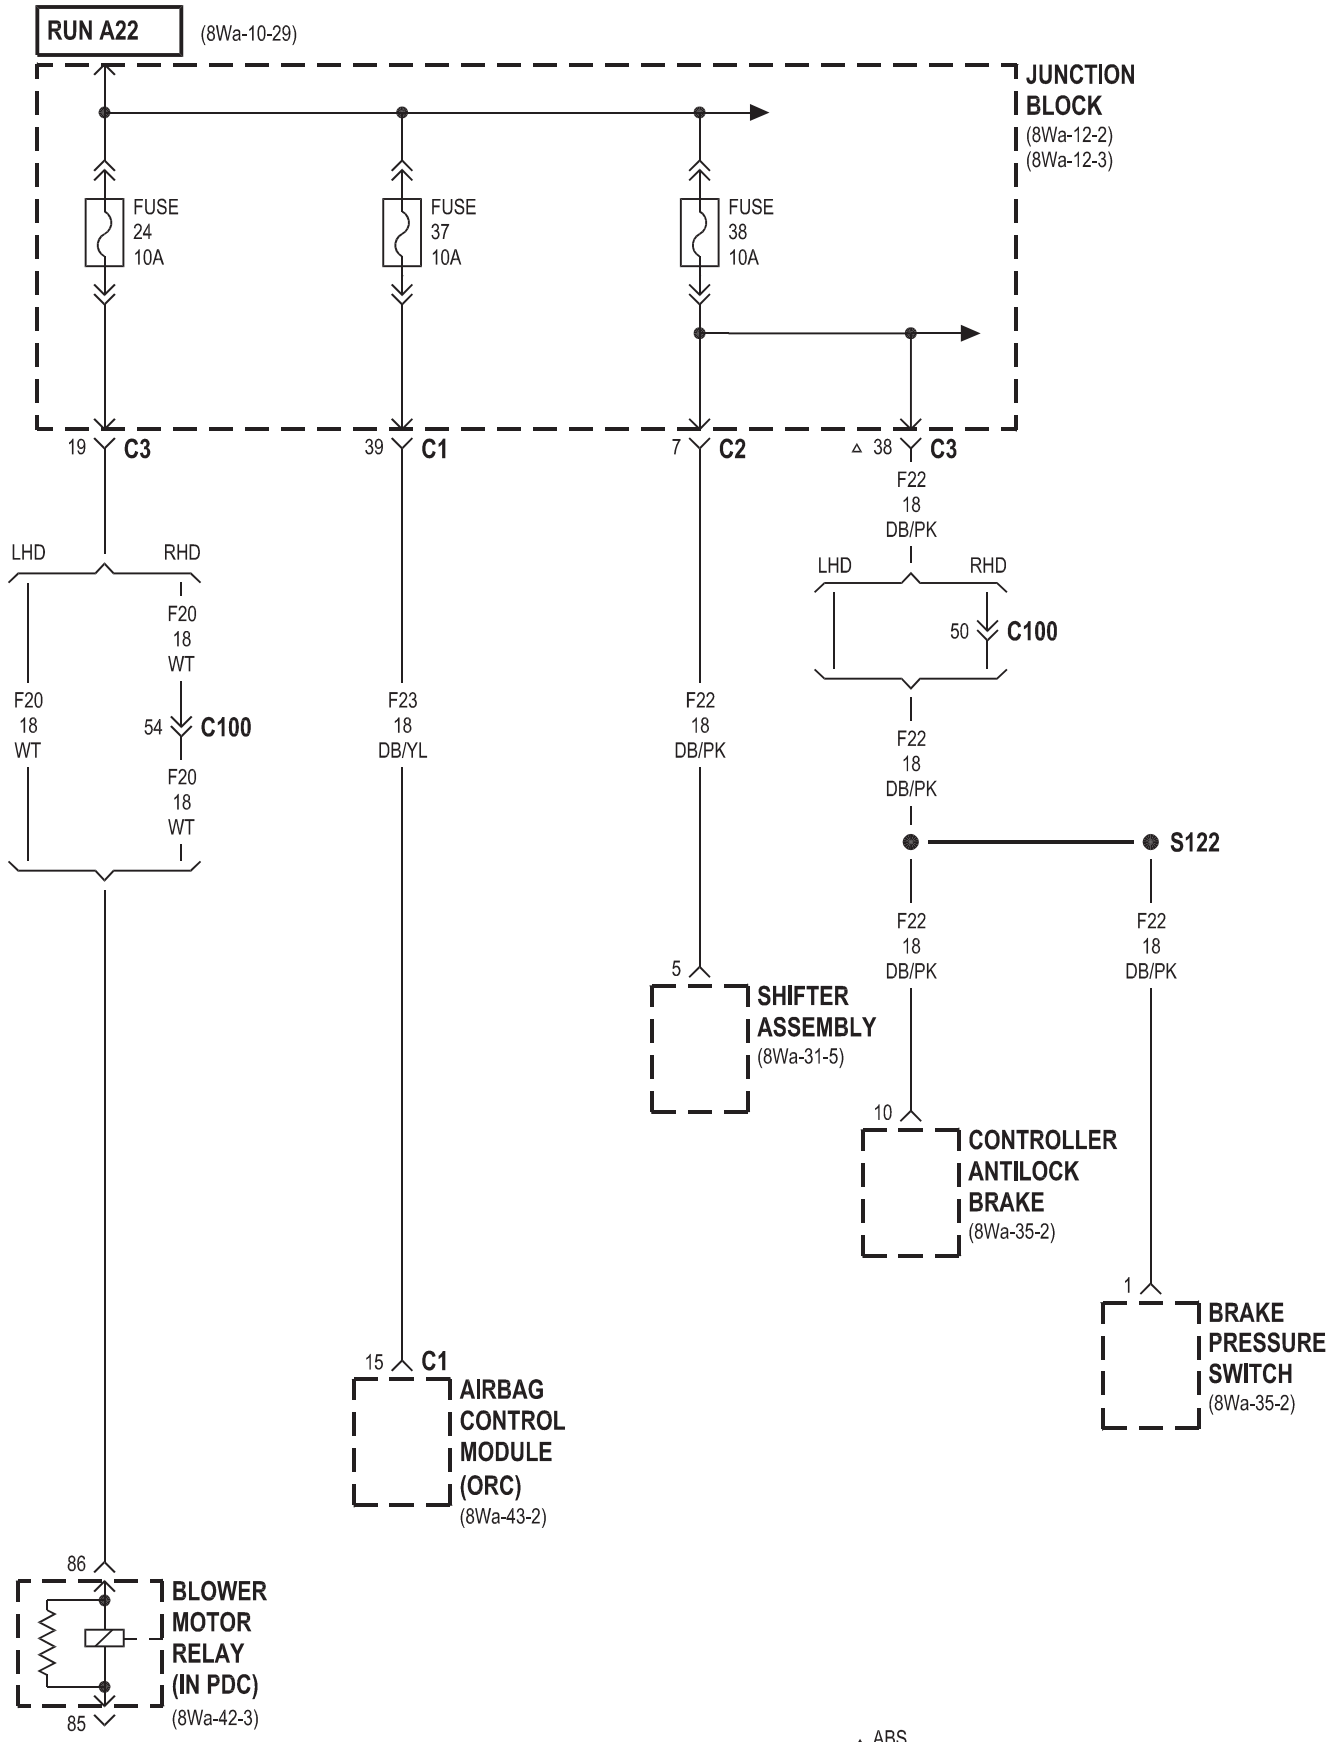 RUN A22
(8Wa-10-29)
JUNCTION
BLOCK
(8Wa-12-2)
(8Wa-12-3)
FUSE
24
10A
FUSE
37
10A
FUSE
38
10A
19
C3
39
C1
7
C2
38
C3
F22
18
DB/PK
LHD
RHD
LHD
RHD
F20
18
WT
50
C100
F20
18
WT
54
C100
F20
18
WT
F23
18
DB/YL
F22
18
DB/PK
F22
18
DB/PK
S122
F22
18
DB/PK
F22
18
DB/PK
5
SHIFTER
ASSEMBLY
(8Wa-31-5)
10
CONTROLLER
ANTILOCK
BRAKE
(8Wa-35-2)
1
BRAKE
PRESSURE
SWITCH
(8Wa-35-2)
15
C1
AIRBAG
CONTROL
MODULE
(ORC)
(8Wa-43-2)
86
BLOWER
MOTOR
RELAY
(IN PDC)
(8Wa-42-3)
85
ABS